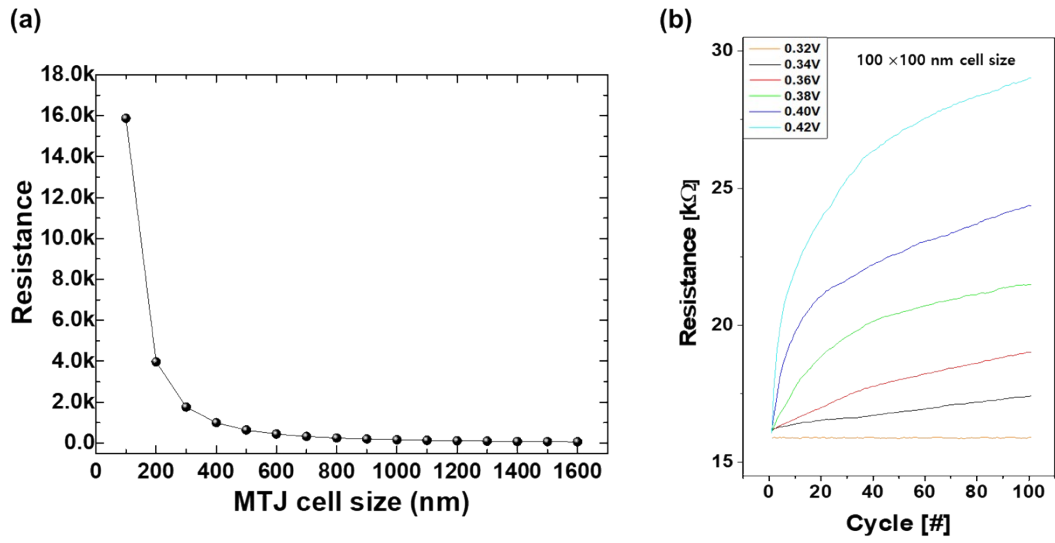 (a)
18.0k
16.0k
14.0k
12.0k
10.0k
8.0k
6.0k
4.0k
2.0k
0.0
Resistance
0 200 400 600 800 1000 1200 1400 1600
MTJ cell size (nm)
(b)
0.32V
0.34V
0.36V
0.38V
0.40V
0.42V
100 ×100 nm cell size
30
25
20
15
Resistance [kΩ]
0 20 40 60 80 100
Cycle [#]